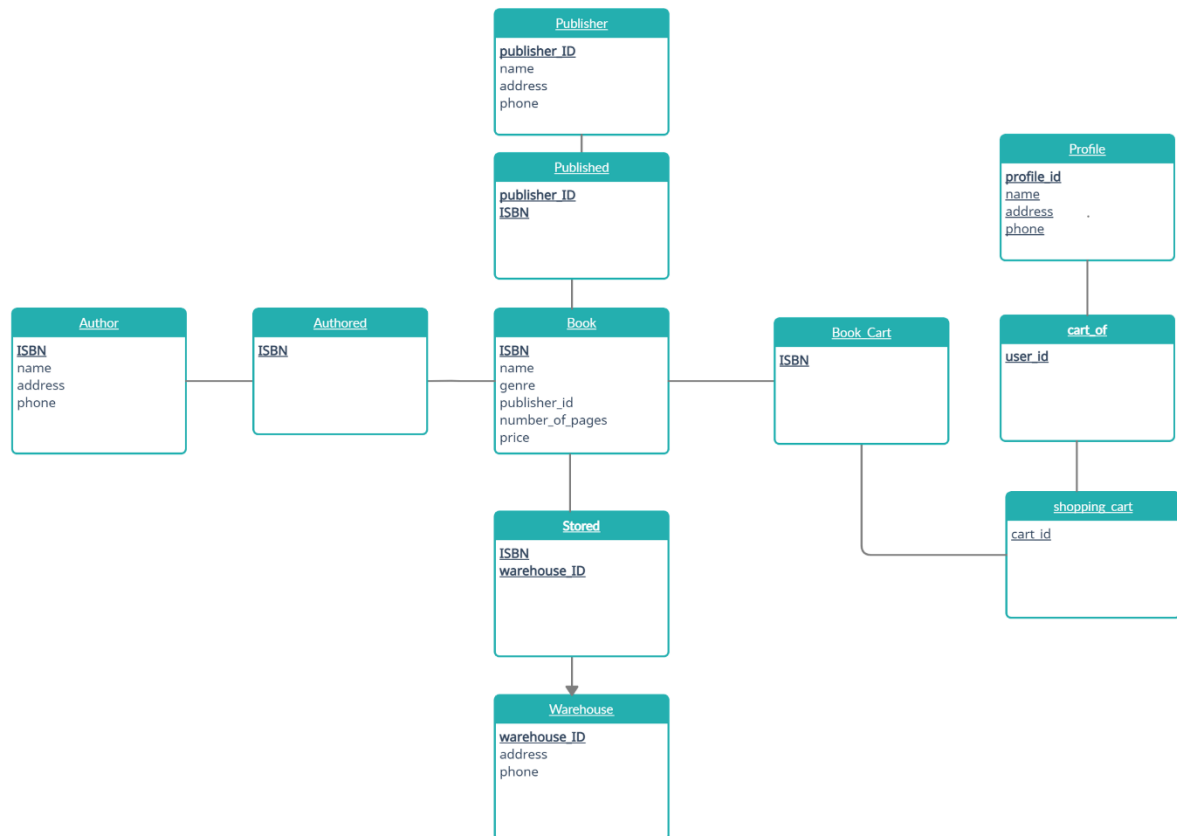 Publisher
publisher_ID
name
address
phone
Published
publisher_ID
ISBN
Profile
profile_id
name
address
phone
Author
ISBN
name
address
phone
Authored
ISBN
Book
ISBN
name
genre
publisher_id
number_of_pages
price
Book_Cart
ISBN
cart_of
user_id
Stored
ISBN
warehouse_ID
shopping_cart
cart_id
Warehouse
warehouse_ID
address
phone